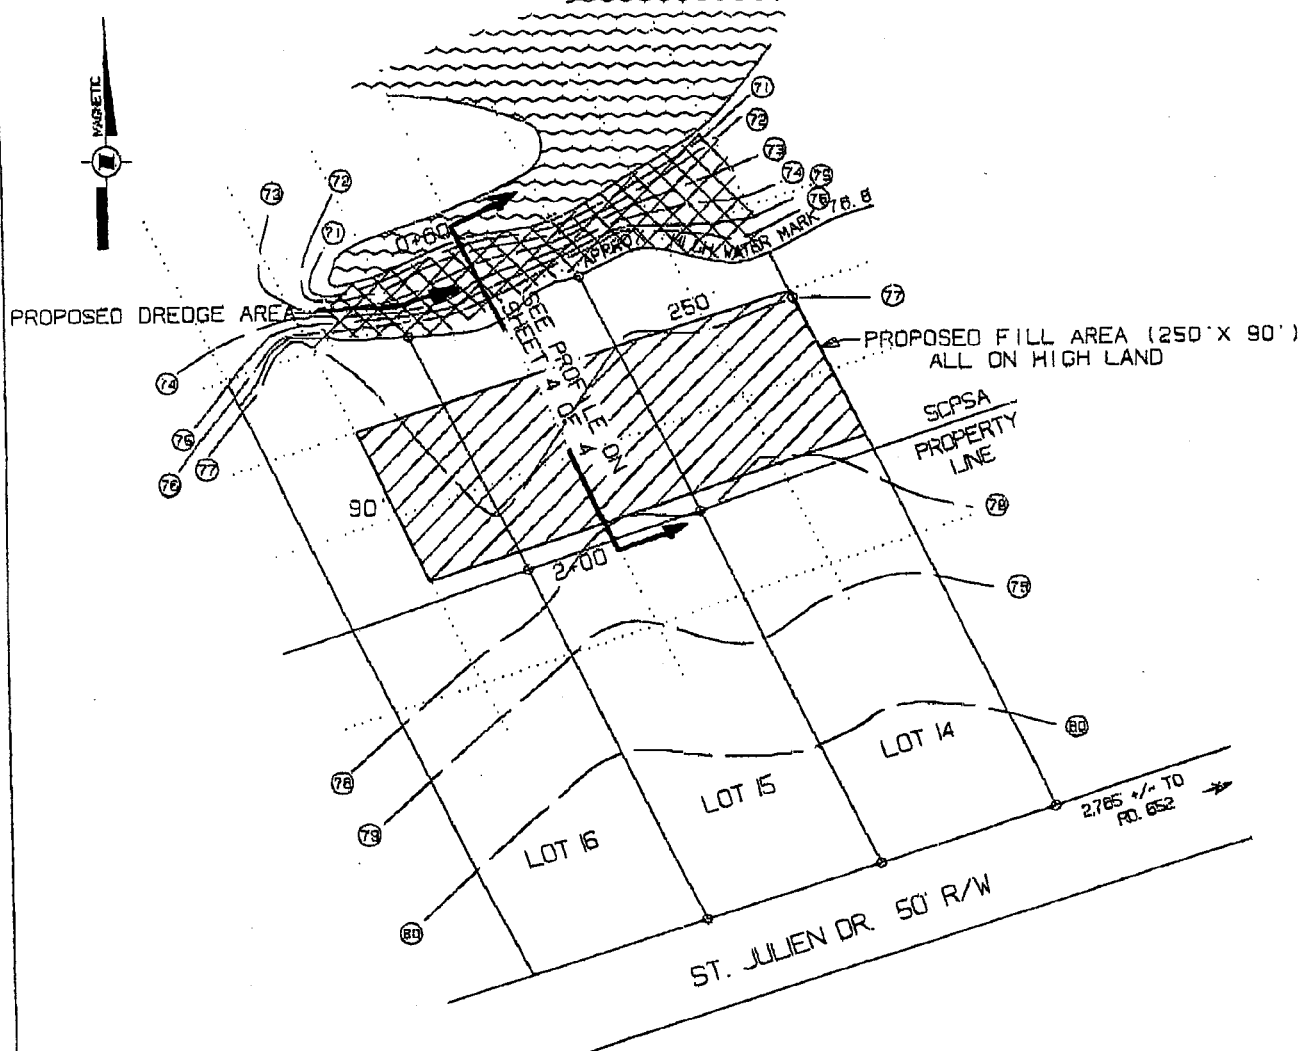 MAGNETIC
71
72
73
72
73
74
75
76
71
76.8
0+60
APPROX HIGH WATER MARK
PROPOSED DREDGE AREA
250'
77
PROPOSED FILL AREA (250' X 90')
ALL ON HIGH LAND
SEE PROFILE ON
SHEET 4 OF 4
74
SCPSA
PROPERTY
LINE
75
77
76
90'
78
2+00
79
78
80
LOT 14
LOT 15
2,785' +/- TO
RD. 652
79
LOT 16
80
ST. JULIEN DR. 50' R/W